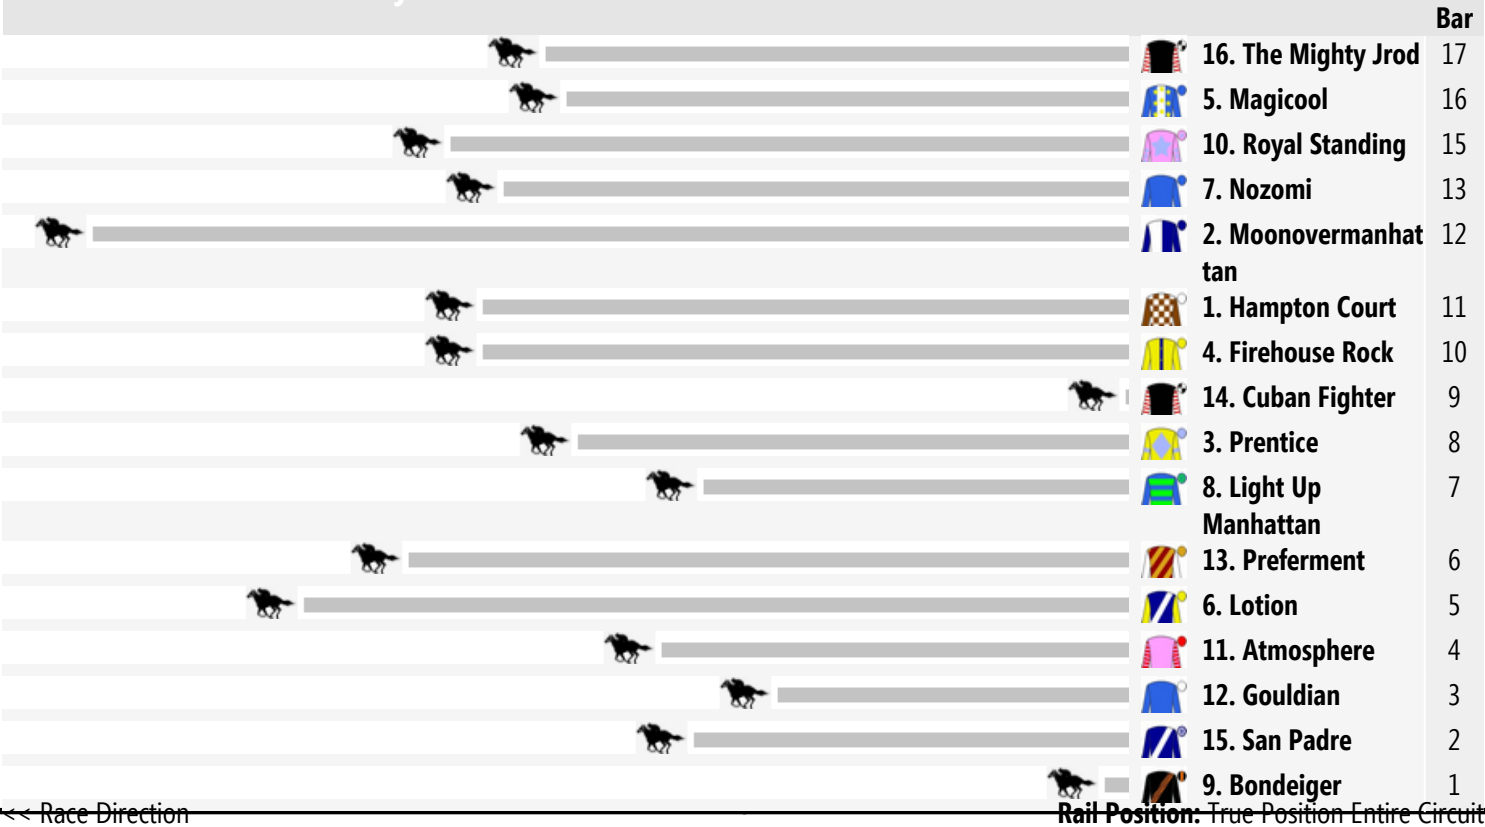 Bar
16. The Mighty Jrod 17
5. Magicool 16
10. Royal Standing 15
7. Nozomi 13
2. Moonovermanhat 12
tan
1. Hampton Court 11
4. Firehouse Rock 10
14. Cuban Fighter 9
3. Prentice 8
8. Light Up 7
Manhattan
13. Preferment 6
6. Lotion 5
11. Atmosphere 4
12. Gouldian 3
15. San Padre 2
9. Bondeiger 1
<< Race Direction Rail Position: True Position Entire Circuit